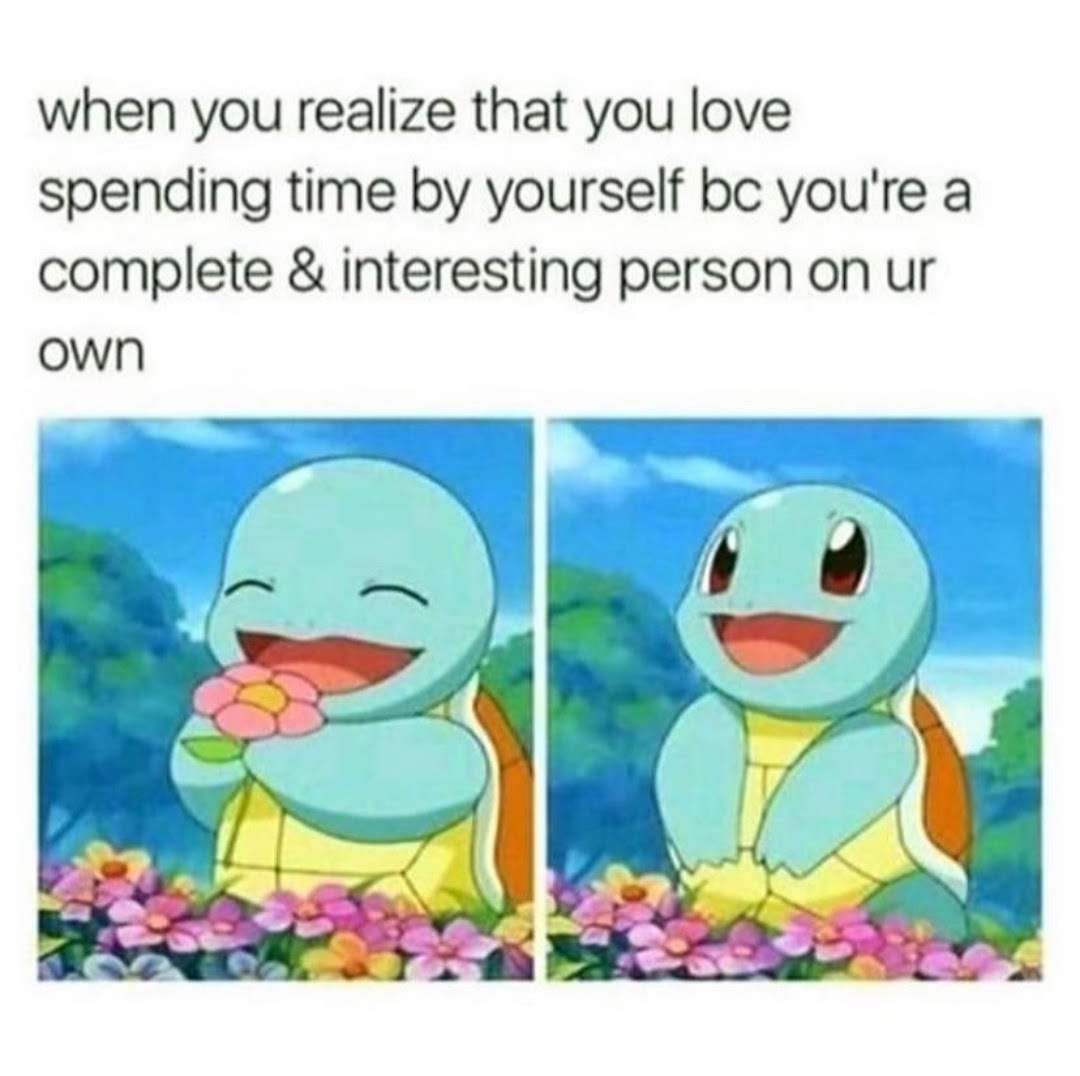 when you realize that you love
spending time by yourself bc you're a
complete & interesting person on ur
own